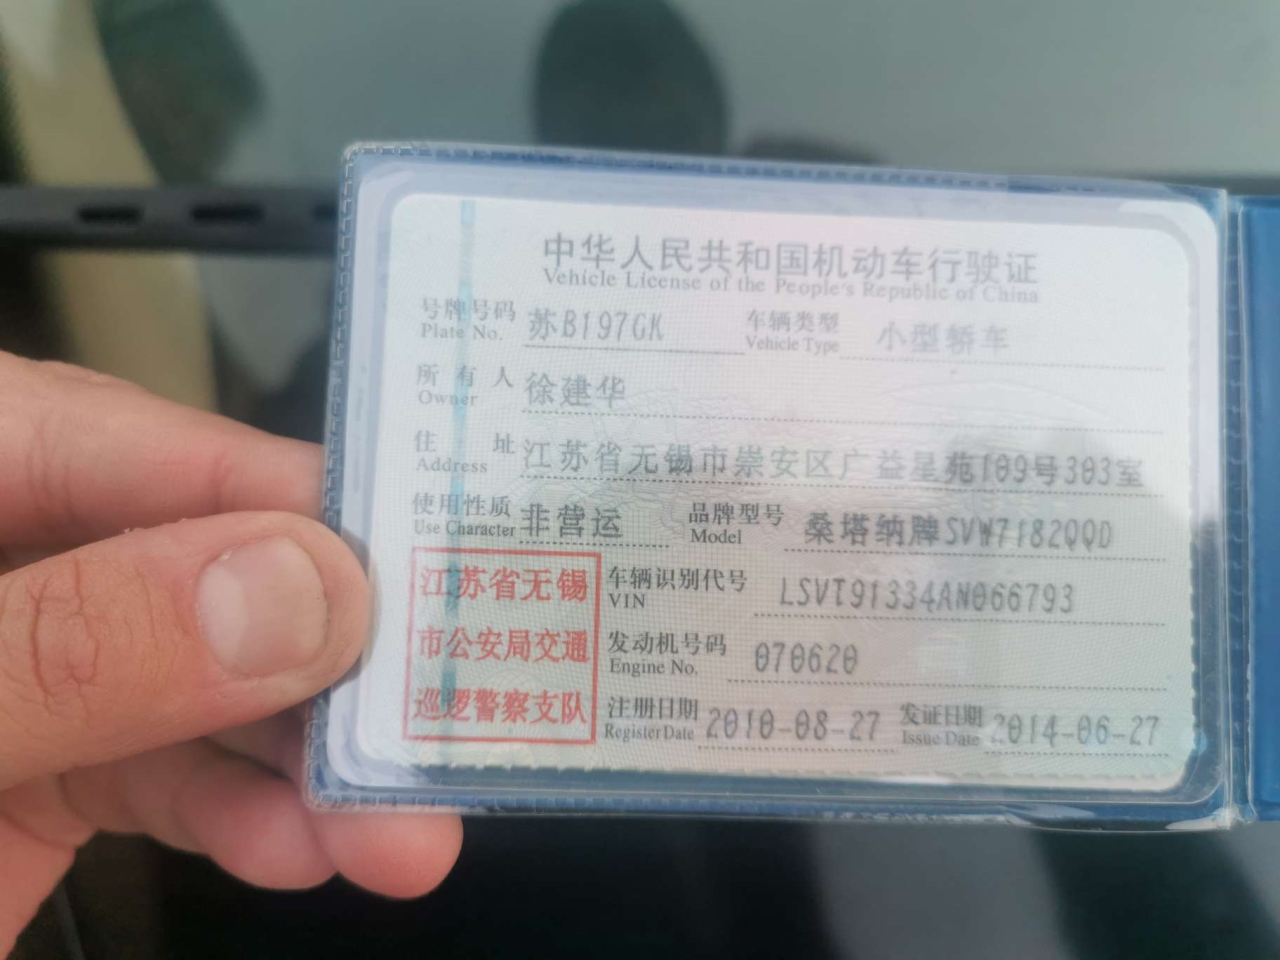 中华人民共和国机动车行驶证
Vehicle License of the People's Republic of China
号牌号码 苏B197GK 车辆类型 小型轿车
Plate No. Vehicle Type
所有人 徐建华
Owner
住址 江苏省无锡市崇安区广益星苑109号303室
Address
使用性质 非营运 品牌型号 桑塔纳牌SVW7182QQD
Use Character Model
江苏省无锡
市公安局交通
巡逻警察支队
车辆识别代号 LSVT91334AN066793
VIN
发动机号码 070620
Engine No.
注册日期 2010-08-27 发证日期 2014-06-27
Register Date Issue Date